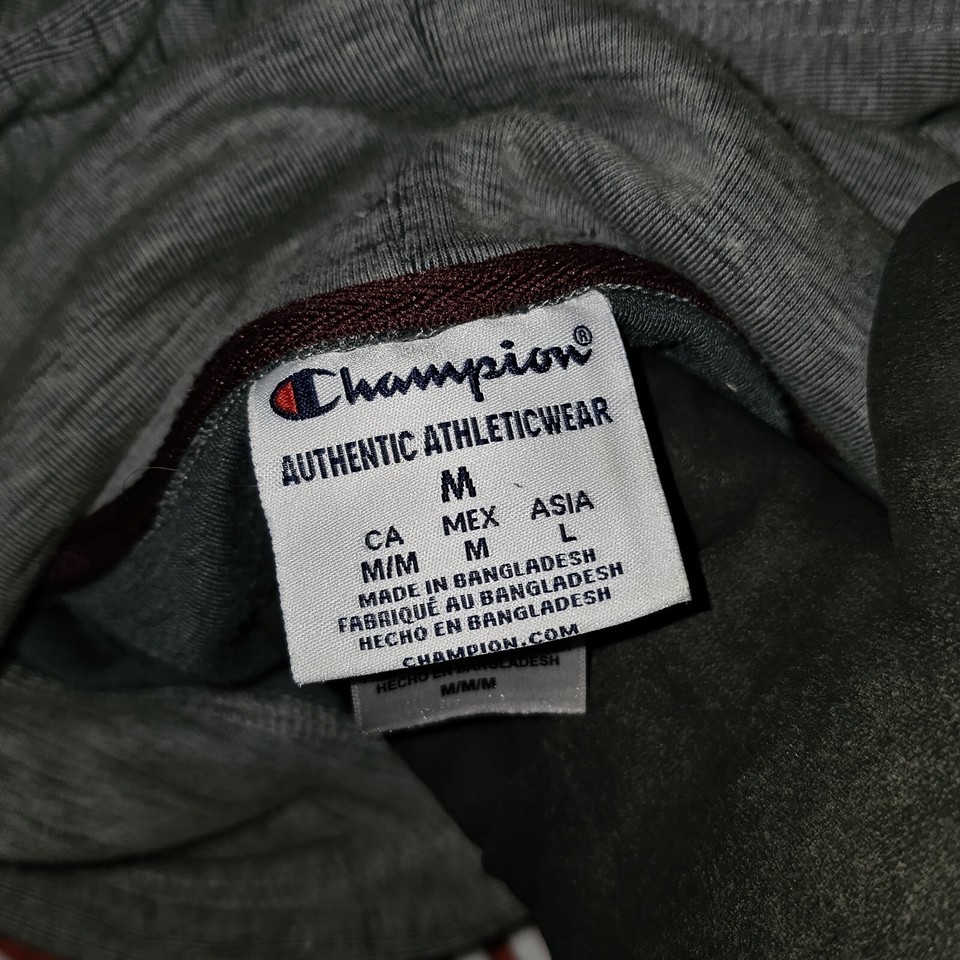 Champion®
AUTHENTIC ATHLETICWEAR
M
CA MEX ASIA
M/M M L
MADE IN BANGLADESH
FABRIQUÉ AU BANGLADESH
HECHO EN BANGLADESH
CHAMPION.COM
HECHO EN BANGLADESH
M/M/M